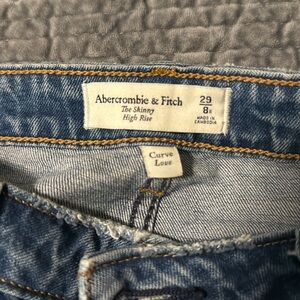 Abercrombie & Fitch
The Skinny
High Rise
29
8R
MADE IN
CAMBODIA
Curve
Love